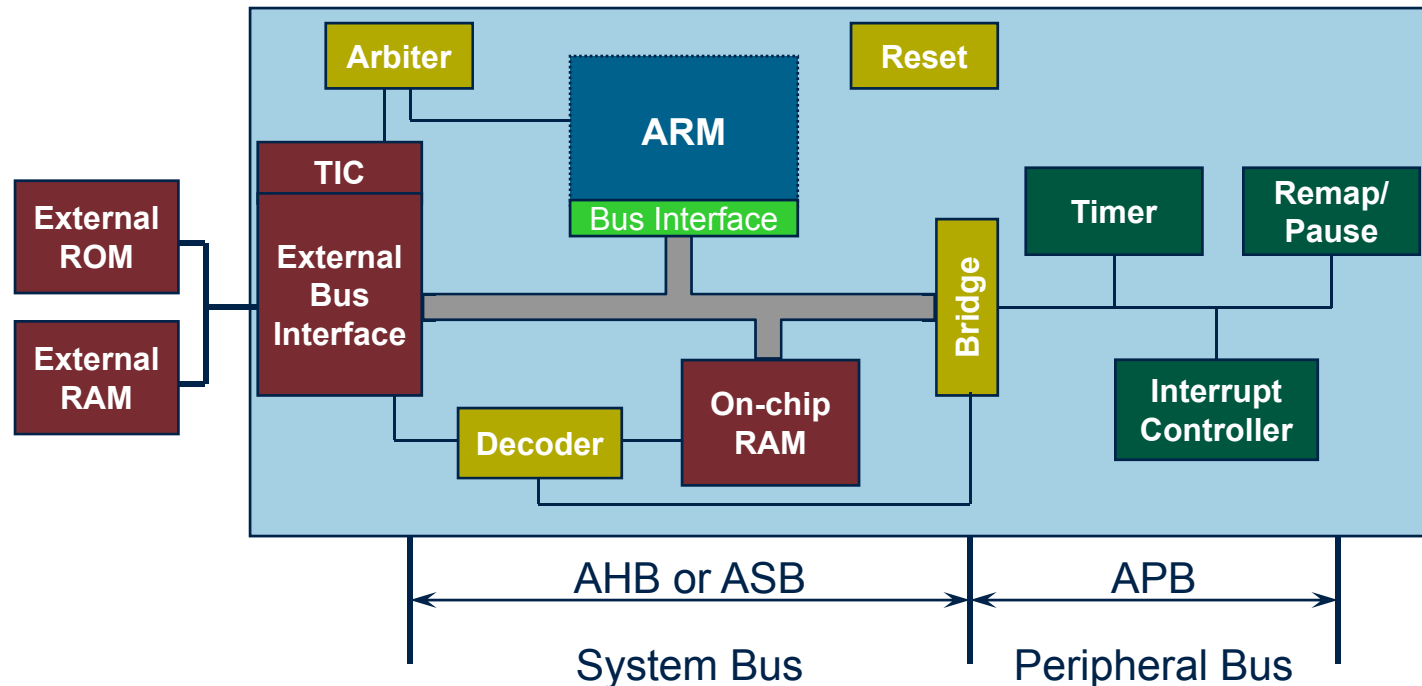 Arbiter
Reset
ARM
TIC
Bus Interface
External
ROM
External
RAM
External
Bus
Interface
Bridge
Timer
Remap/
Pause
Interrupt
Controller
On-chip
RAM
Decoder
AHB or ASB
APB
System Bus
Peripheral Bus